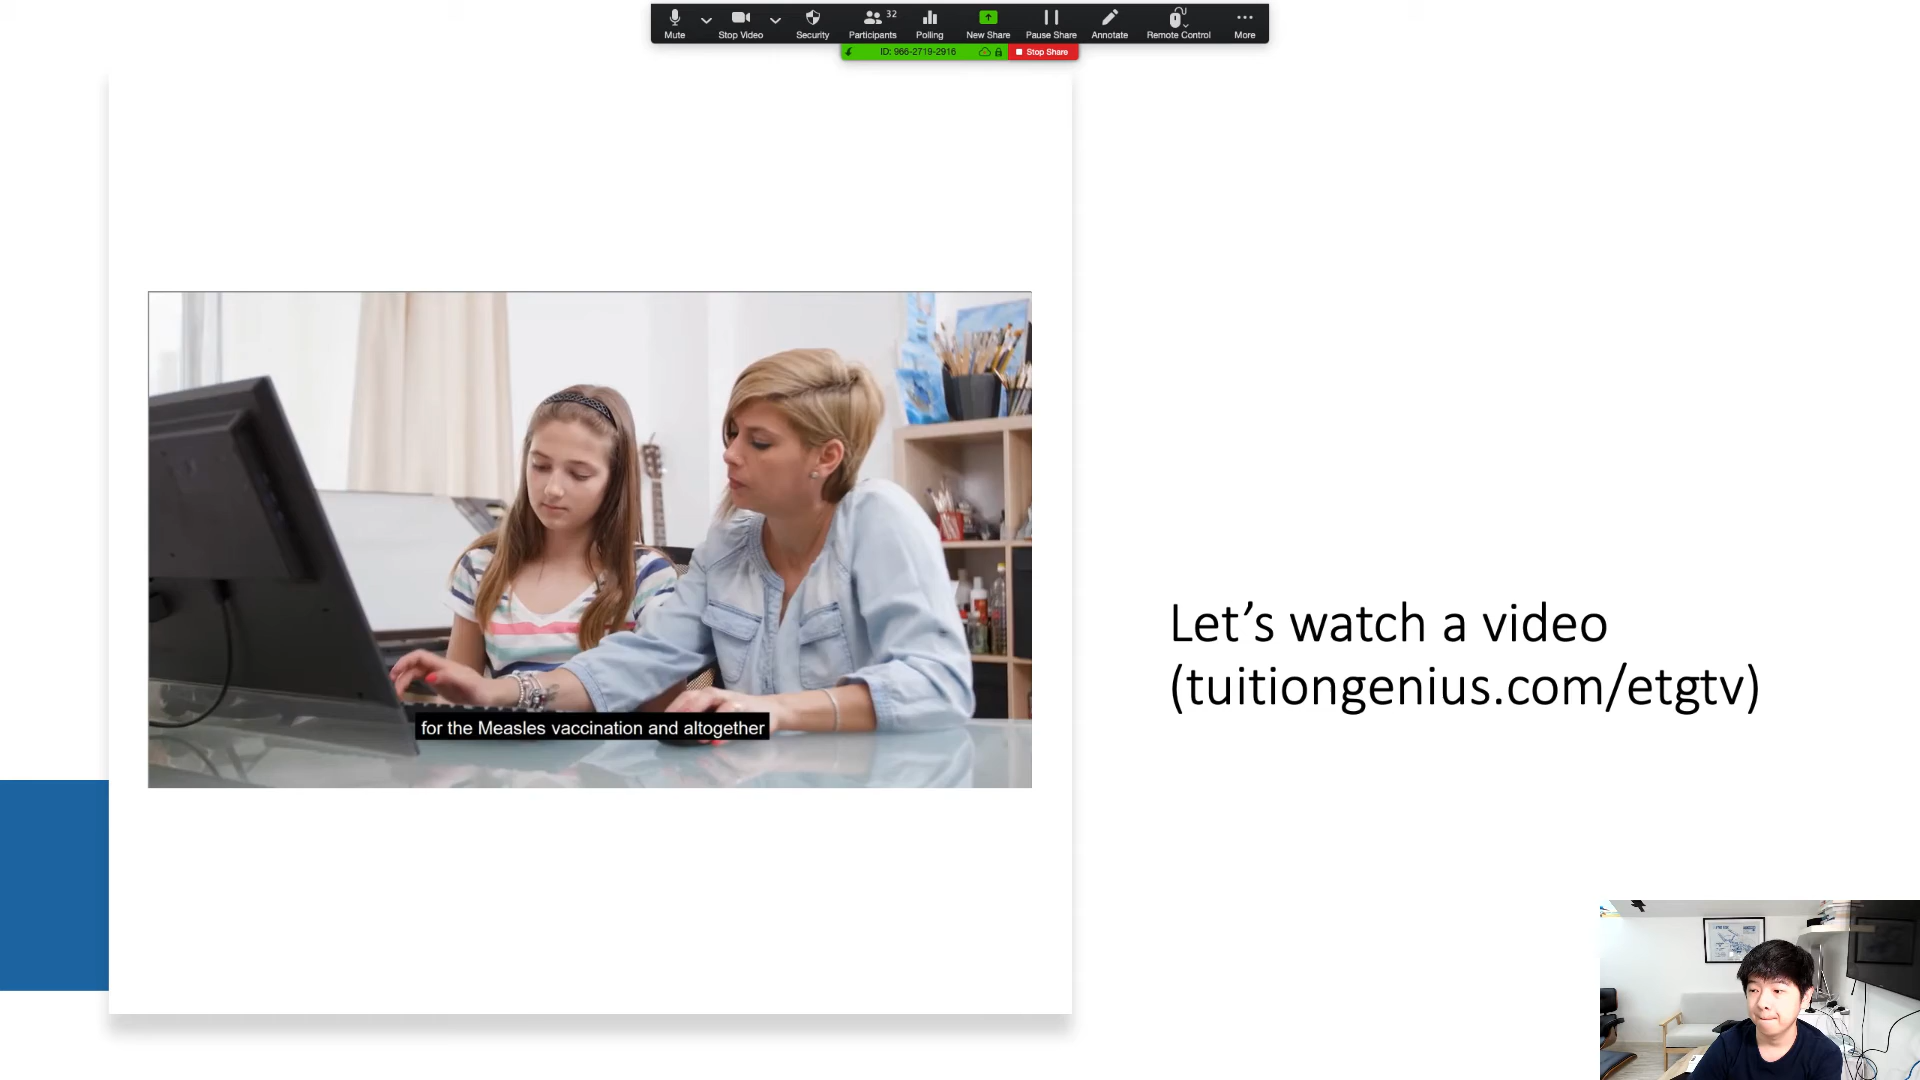 Mute
Stop Video
Security
Participants
32
Polling
New Share
Pause Share
Annotate
Remote Control
More
ID: 966-2719-2916
Stop Share
for the Measles vaccination and altogether
Let’s watch a video
(tuitiongenius.com/etgtv)